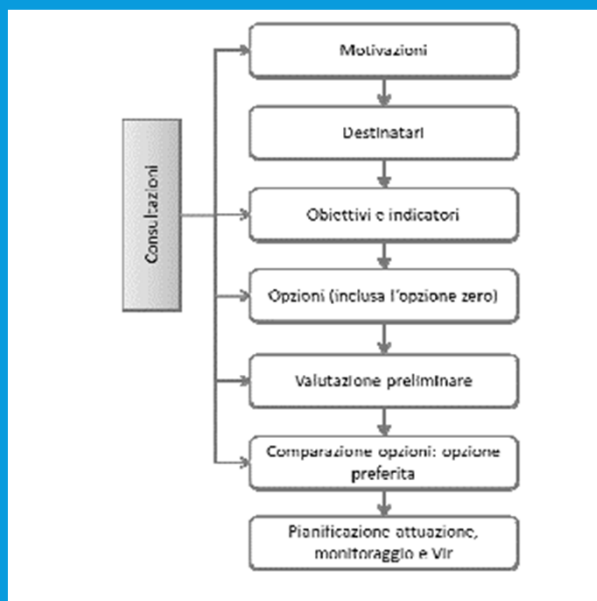 Motivazioni
Destinatari
Consultazioni
Obiettivi e indicatori
Opzioni (inclusa l'opzione zero)
Valutazione preliminare
Comparazione opzioni: opzione
preferita
Pianificazione attuazione,
monitoraggio e Vir